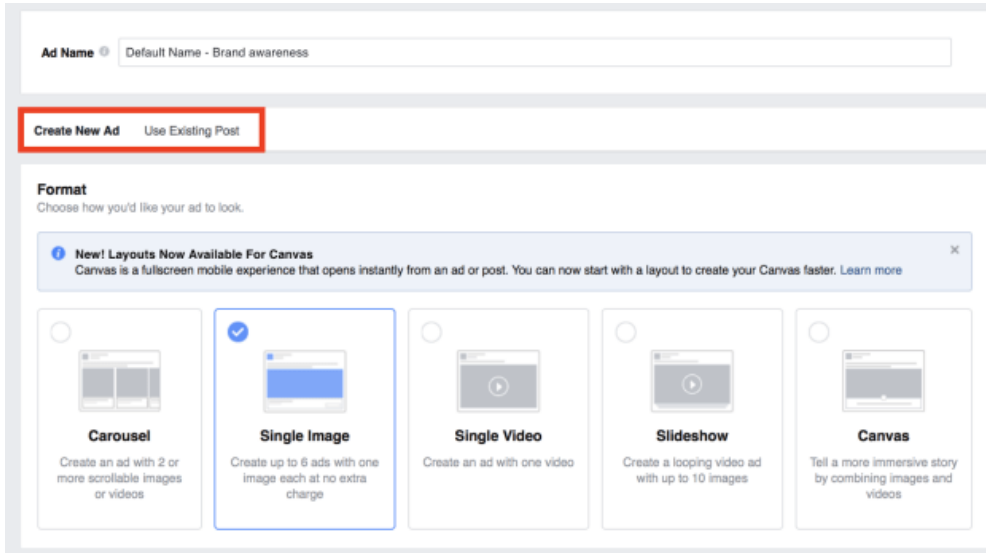 Ad Name
Default Name - Brand awareness
Create New Ad Use Existing Post
Format
Choose how you'd like your ad to look.
New! Layouts Now Available For Canvas
Canvas is a fullscreen mobile experience that opens instantly from an ad or post. You can now start with a layout to create your Canvas faster. Learn more
Carousel
Create an ad with 2 or
more scrollable images
or videos
Single Image
Create up to 6 ads with one
image each at no extra
charge
Single Video
Create an ad with one video
Slideshow
Create a looping video ad
with up to 10 images
Canvas
Tell a more immersive story
by combining images and
videos